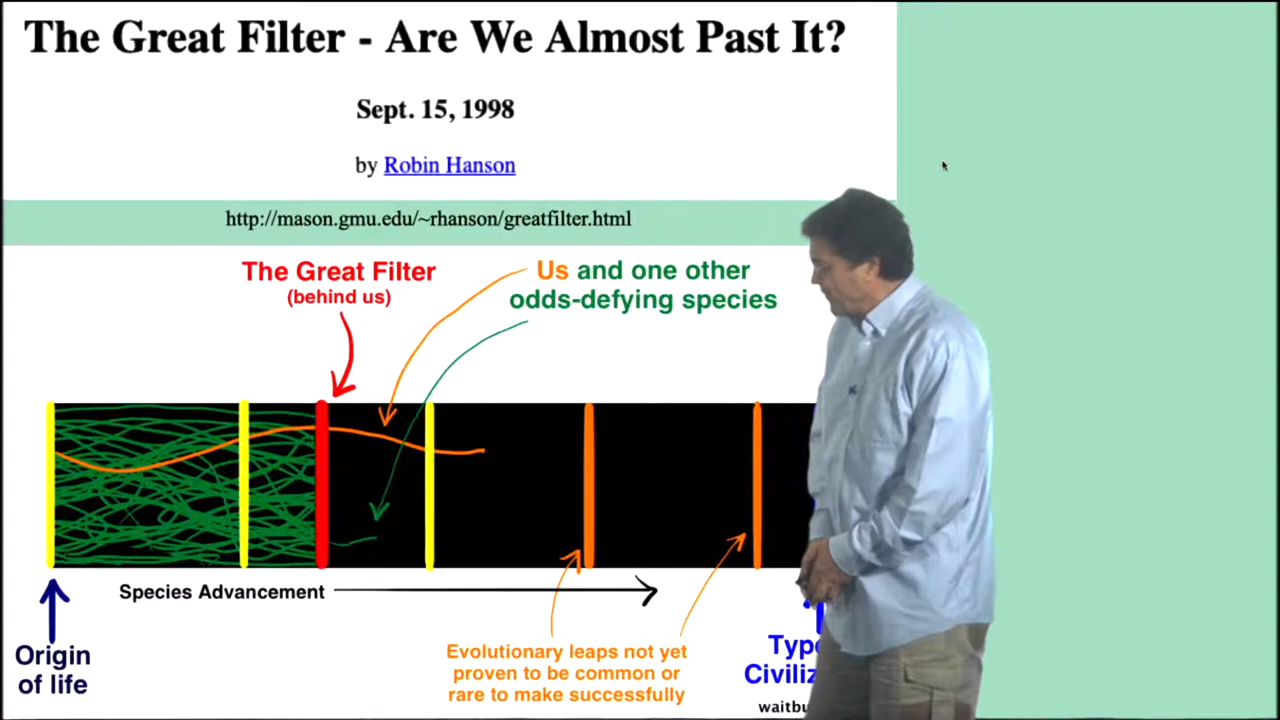 The Great Filter - Are We Almost Past It?
Sept. 15, 1998
by Robin Hanson
http://mason.gmu.edu/~rhanson/greatfilter.html
The Great Filter
(behind us)
Us and one other
odds-defying species
Species Advancement
Origin
of life
Evolutionary leaps not yet
proven to be common or
rare to make successfully